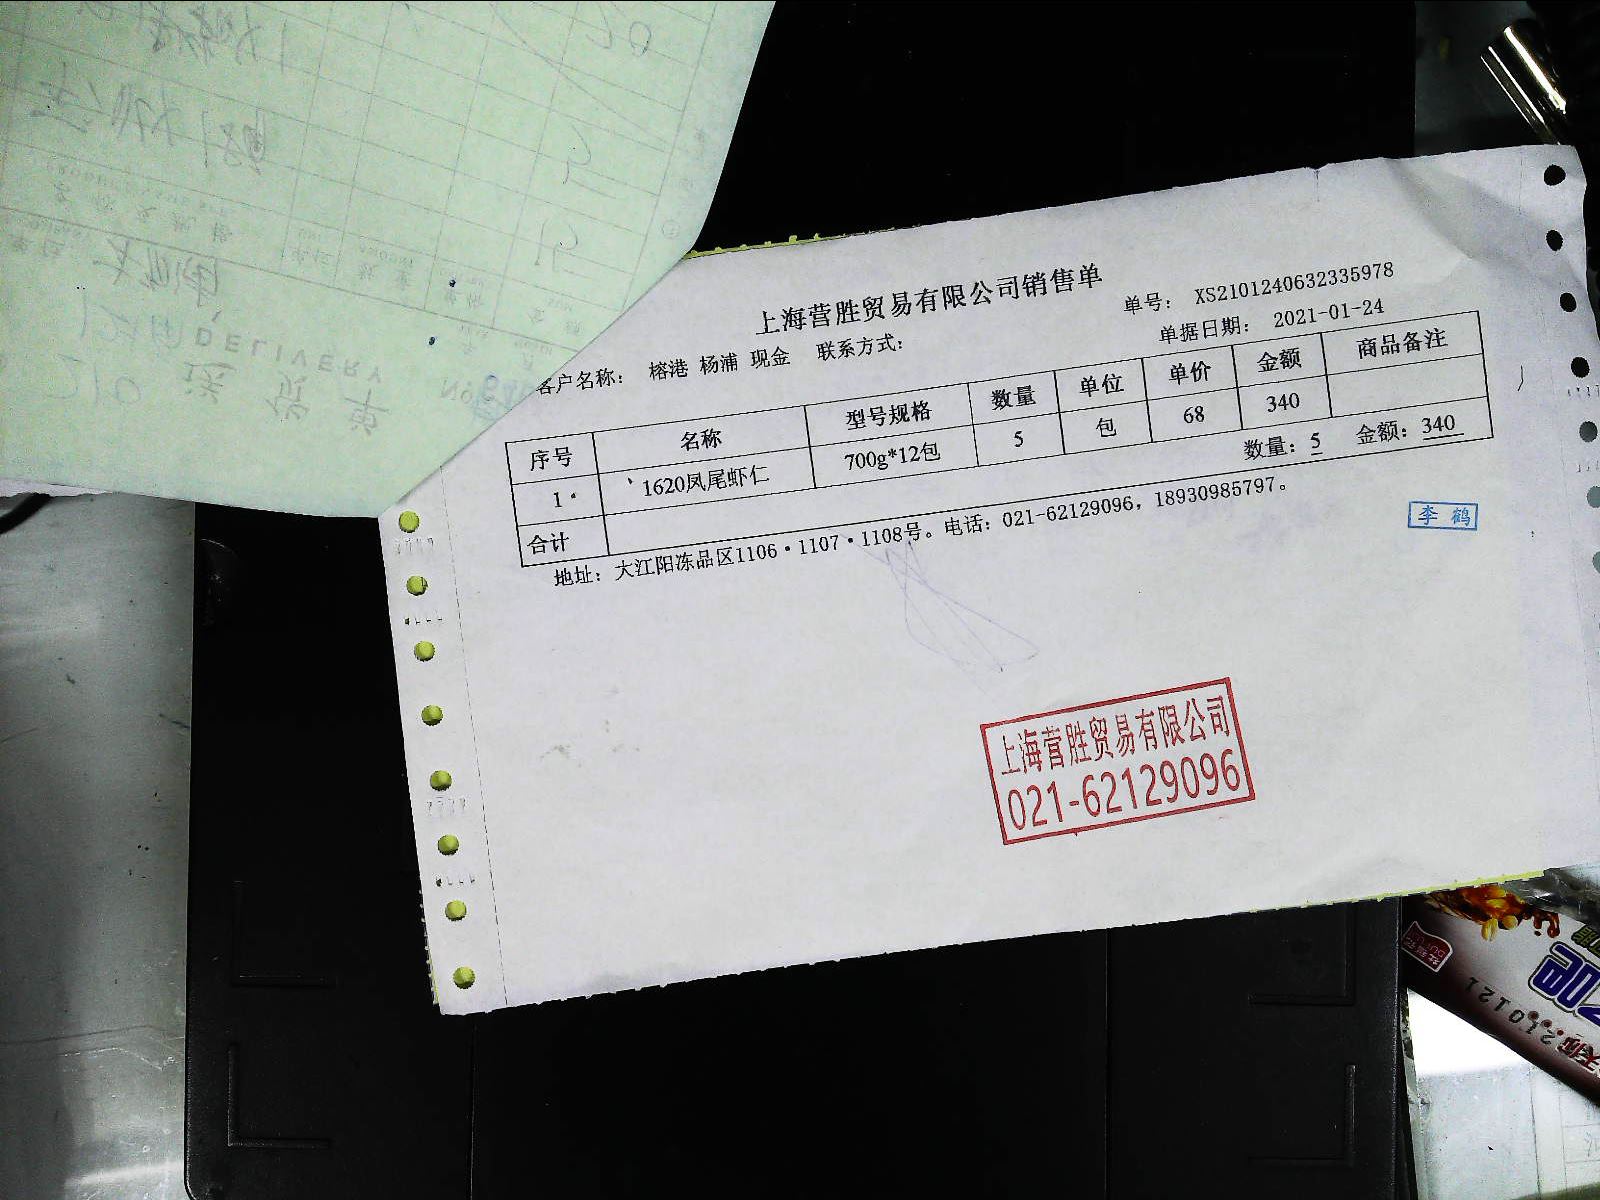 上海营胜贸易有限公司销售单
单号： XS2101240632335978
客户名称： 榕港 杨浦 现金 联系方式：
单据日期： 2021-01-24
序号 名称 型号规格 数量 单位 单价 金额 商品备注
1 1620凤尾虾仁 700g*12包 5 包 68 340
合计
数量：5 金额：340
地址：大江阳冻品区1106·1107·1108号。电话：021-62129096，18930985797。
李鹤
上海营胜贸易有限公司
021-62129096
DELIVERY
送货单
210121